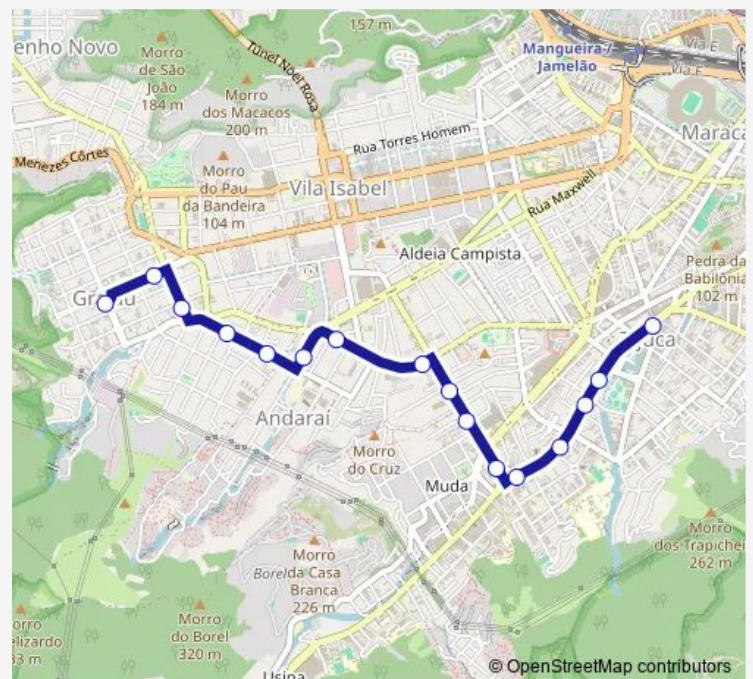 157 m
enho Novo
Morro
de São
João
184 m
Túnel Noel Rosa
Mangueira /
Jamelão
Via E
Via E
Morro
dos Macacos
200 m
Rua Torres Homem
Menezes Côrtes
Morro
do Pau
da Bandeira
104 m
Vila Isabel
Rua Maxwell
Maraca
Aldeia Campista
Pedra da
Babilônia
102 m
Andaraí
Morro
do Cruz
Muda
Morro
dos Trapichei
262 m
Morro
da Casa
Branca
226 m
Borel
Morro
do Borel
320 m
orro
elizardo
3 m
Usina
© OpenStreetMap contributors